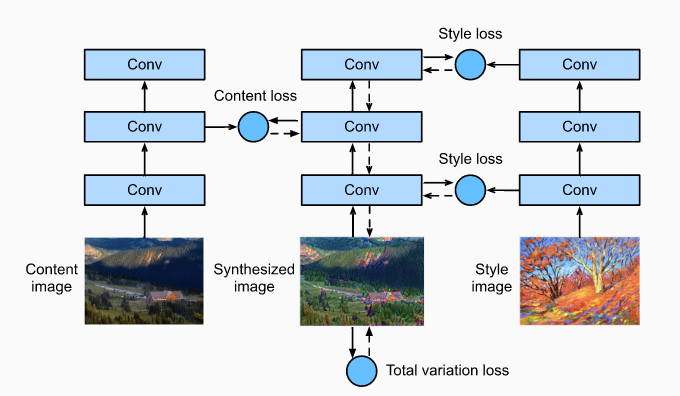 Style loss
Conv
Conv
Conv
Content loss
Conv
Conv
Conv
Style loss
Conv
Conv
Conv
Content
image
Synthesized
image
Style
image
Total variation loss